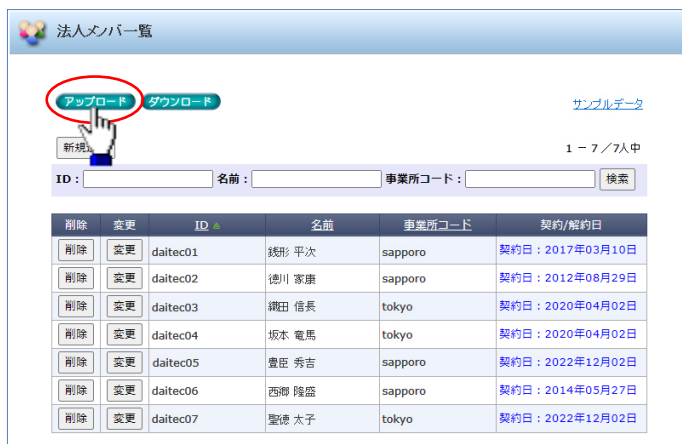 法人メンバ一覧
アップロード ダウンロード サンプルデータ
新規 1 － 7／7人中
ID： 名前： 事業所コード： 検索
削除 変更 ID 名前 事業所コード 契約/解約日
削除 変更 daitec01 銭形 平次 sapporo 契約日：2017年03月10日
削除 変更 daitec02 徳川 家康 sapporo 契約日：2012年08月29日
削除 変更 daitec03 織田 信長 tokyo 契約日：2020年04月02日
削除 変更 daitec04 坂本 竜馬 tokyo 契約日：2020年04月02日
削除 変更 daitec05 豊臣 秀吉 sapporo 契約日：2022年12月02日
削除 変更 daitec06 西郷 隆盛 sapporo 契約日：2014年05月27日
削除 変更 daitec07 聖徳 太子 tokyo 契約日：2022年12月02日